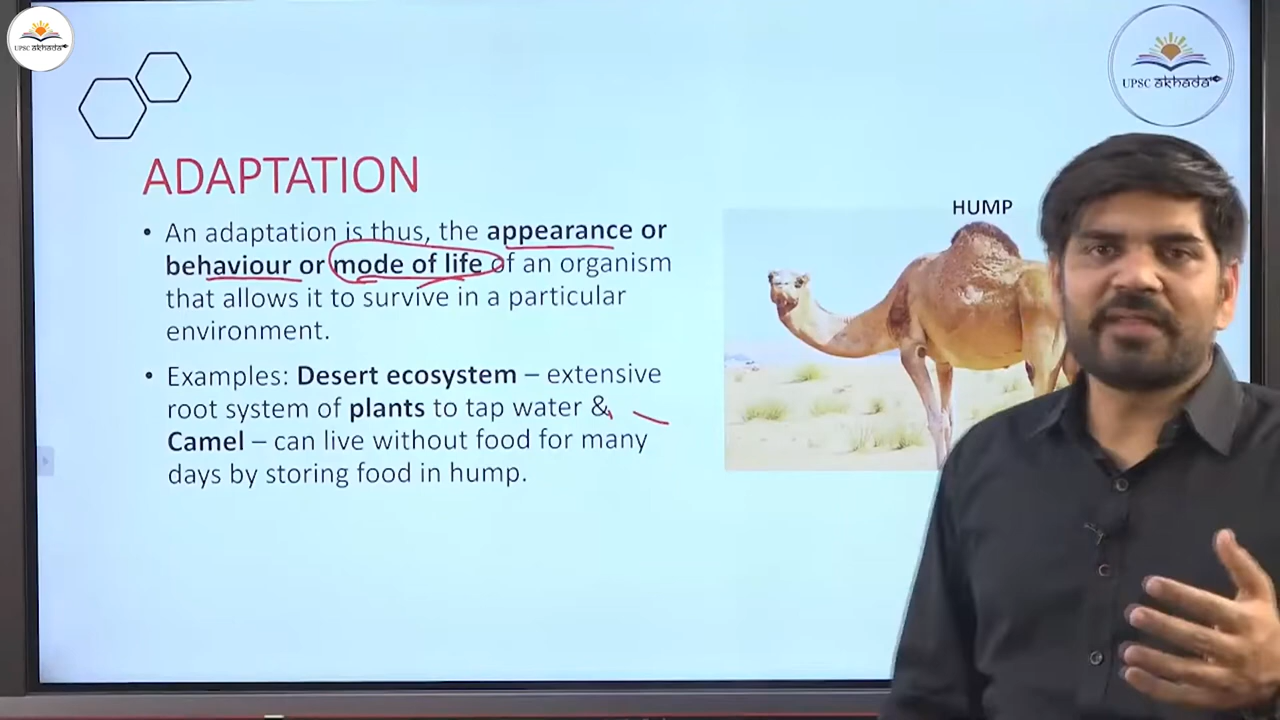 UPSC akhada
UPSC akhada
ADAPTATION
HUMP
• An adaptation is thus, the appearance or
behaviour or mode of life of an organism
that allows it to survive in a particular
environment.
• Examples: Desert ecosystem – extensive
root system of plants to tap water &
Camel – can live without food for many
days by storing food in hump.